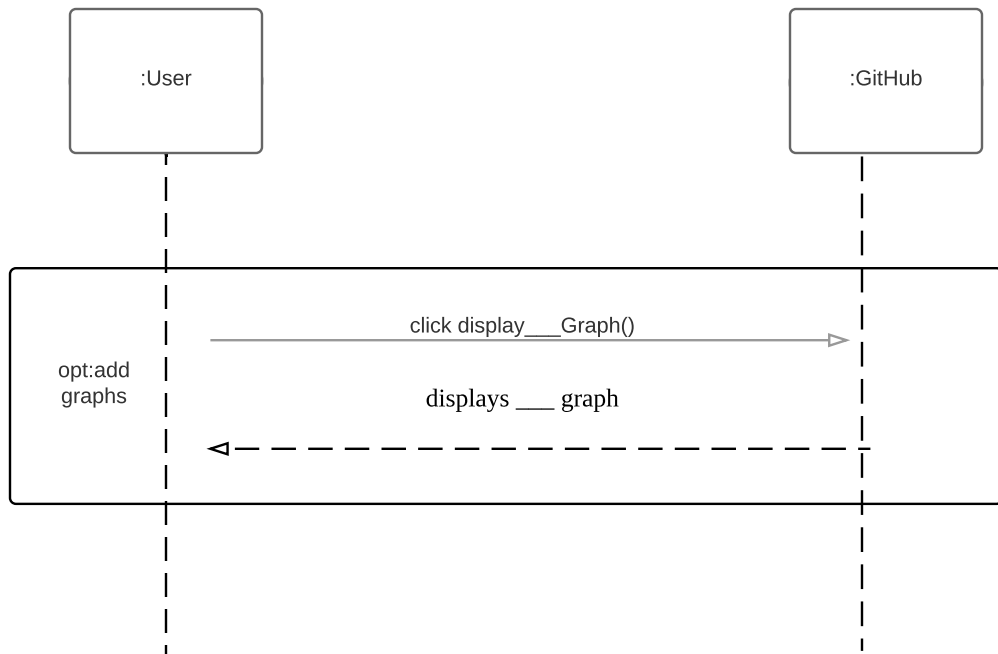 :User
:GitHub
click display___Graph()
opt:add
graphs
displays ___ graph